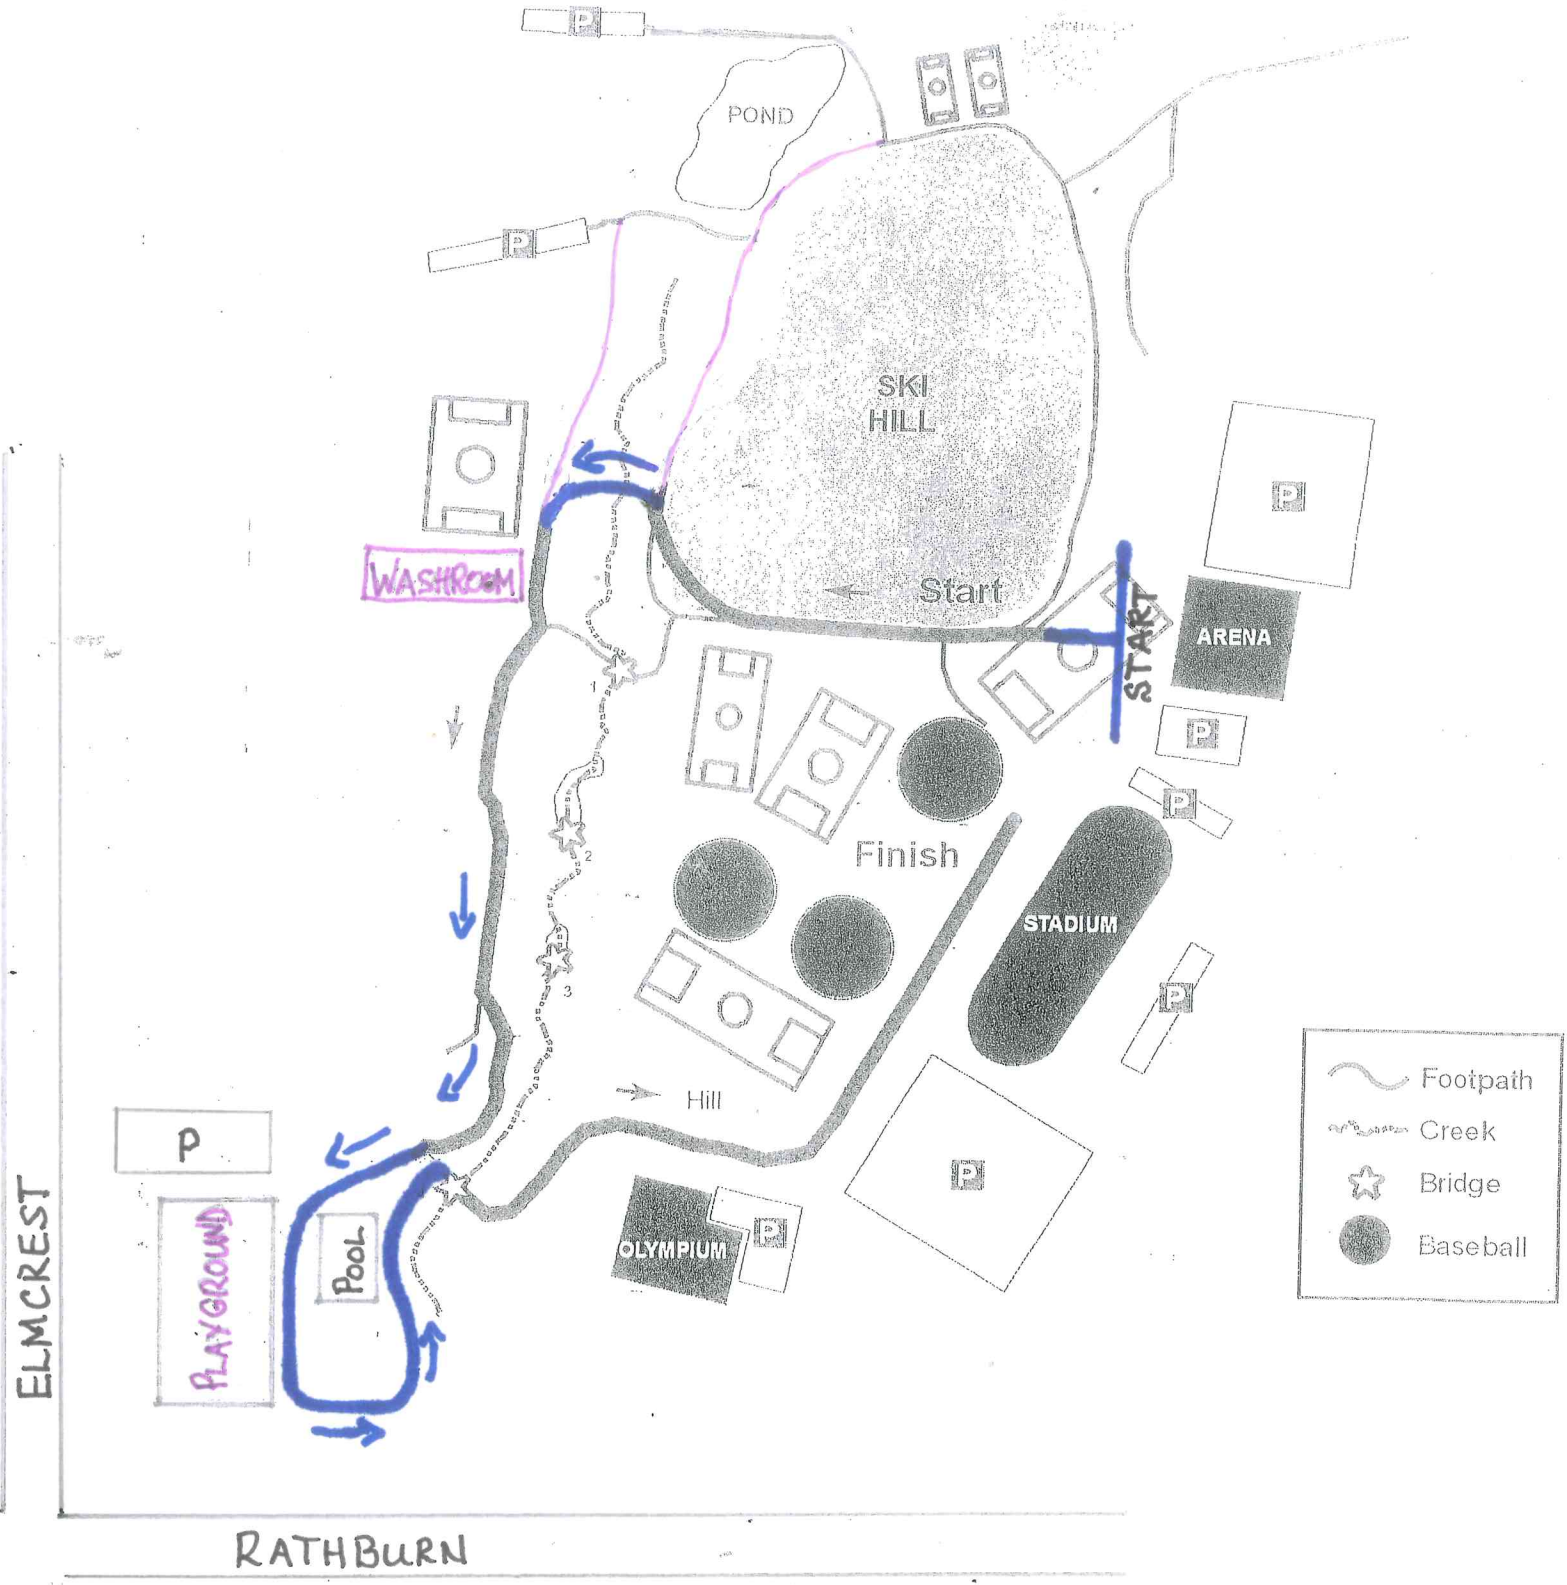 P
POND
P
SKI
HILL
P
WASHROOM
Start
START
ARENA
1
P
P
2
Finish
STADIUM
3
P
Hill
Footpath
Creek
Bridge
Baseball
P
P
ELMCREST
PLAYGROUND
POOL
OLYMPIUM
P
RATHBURN